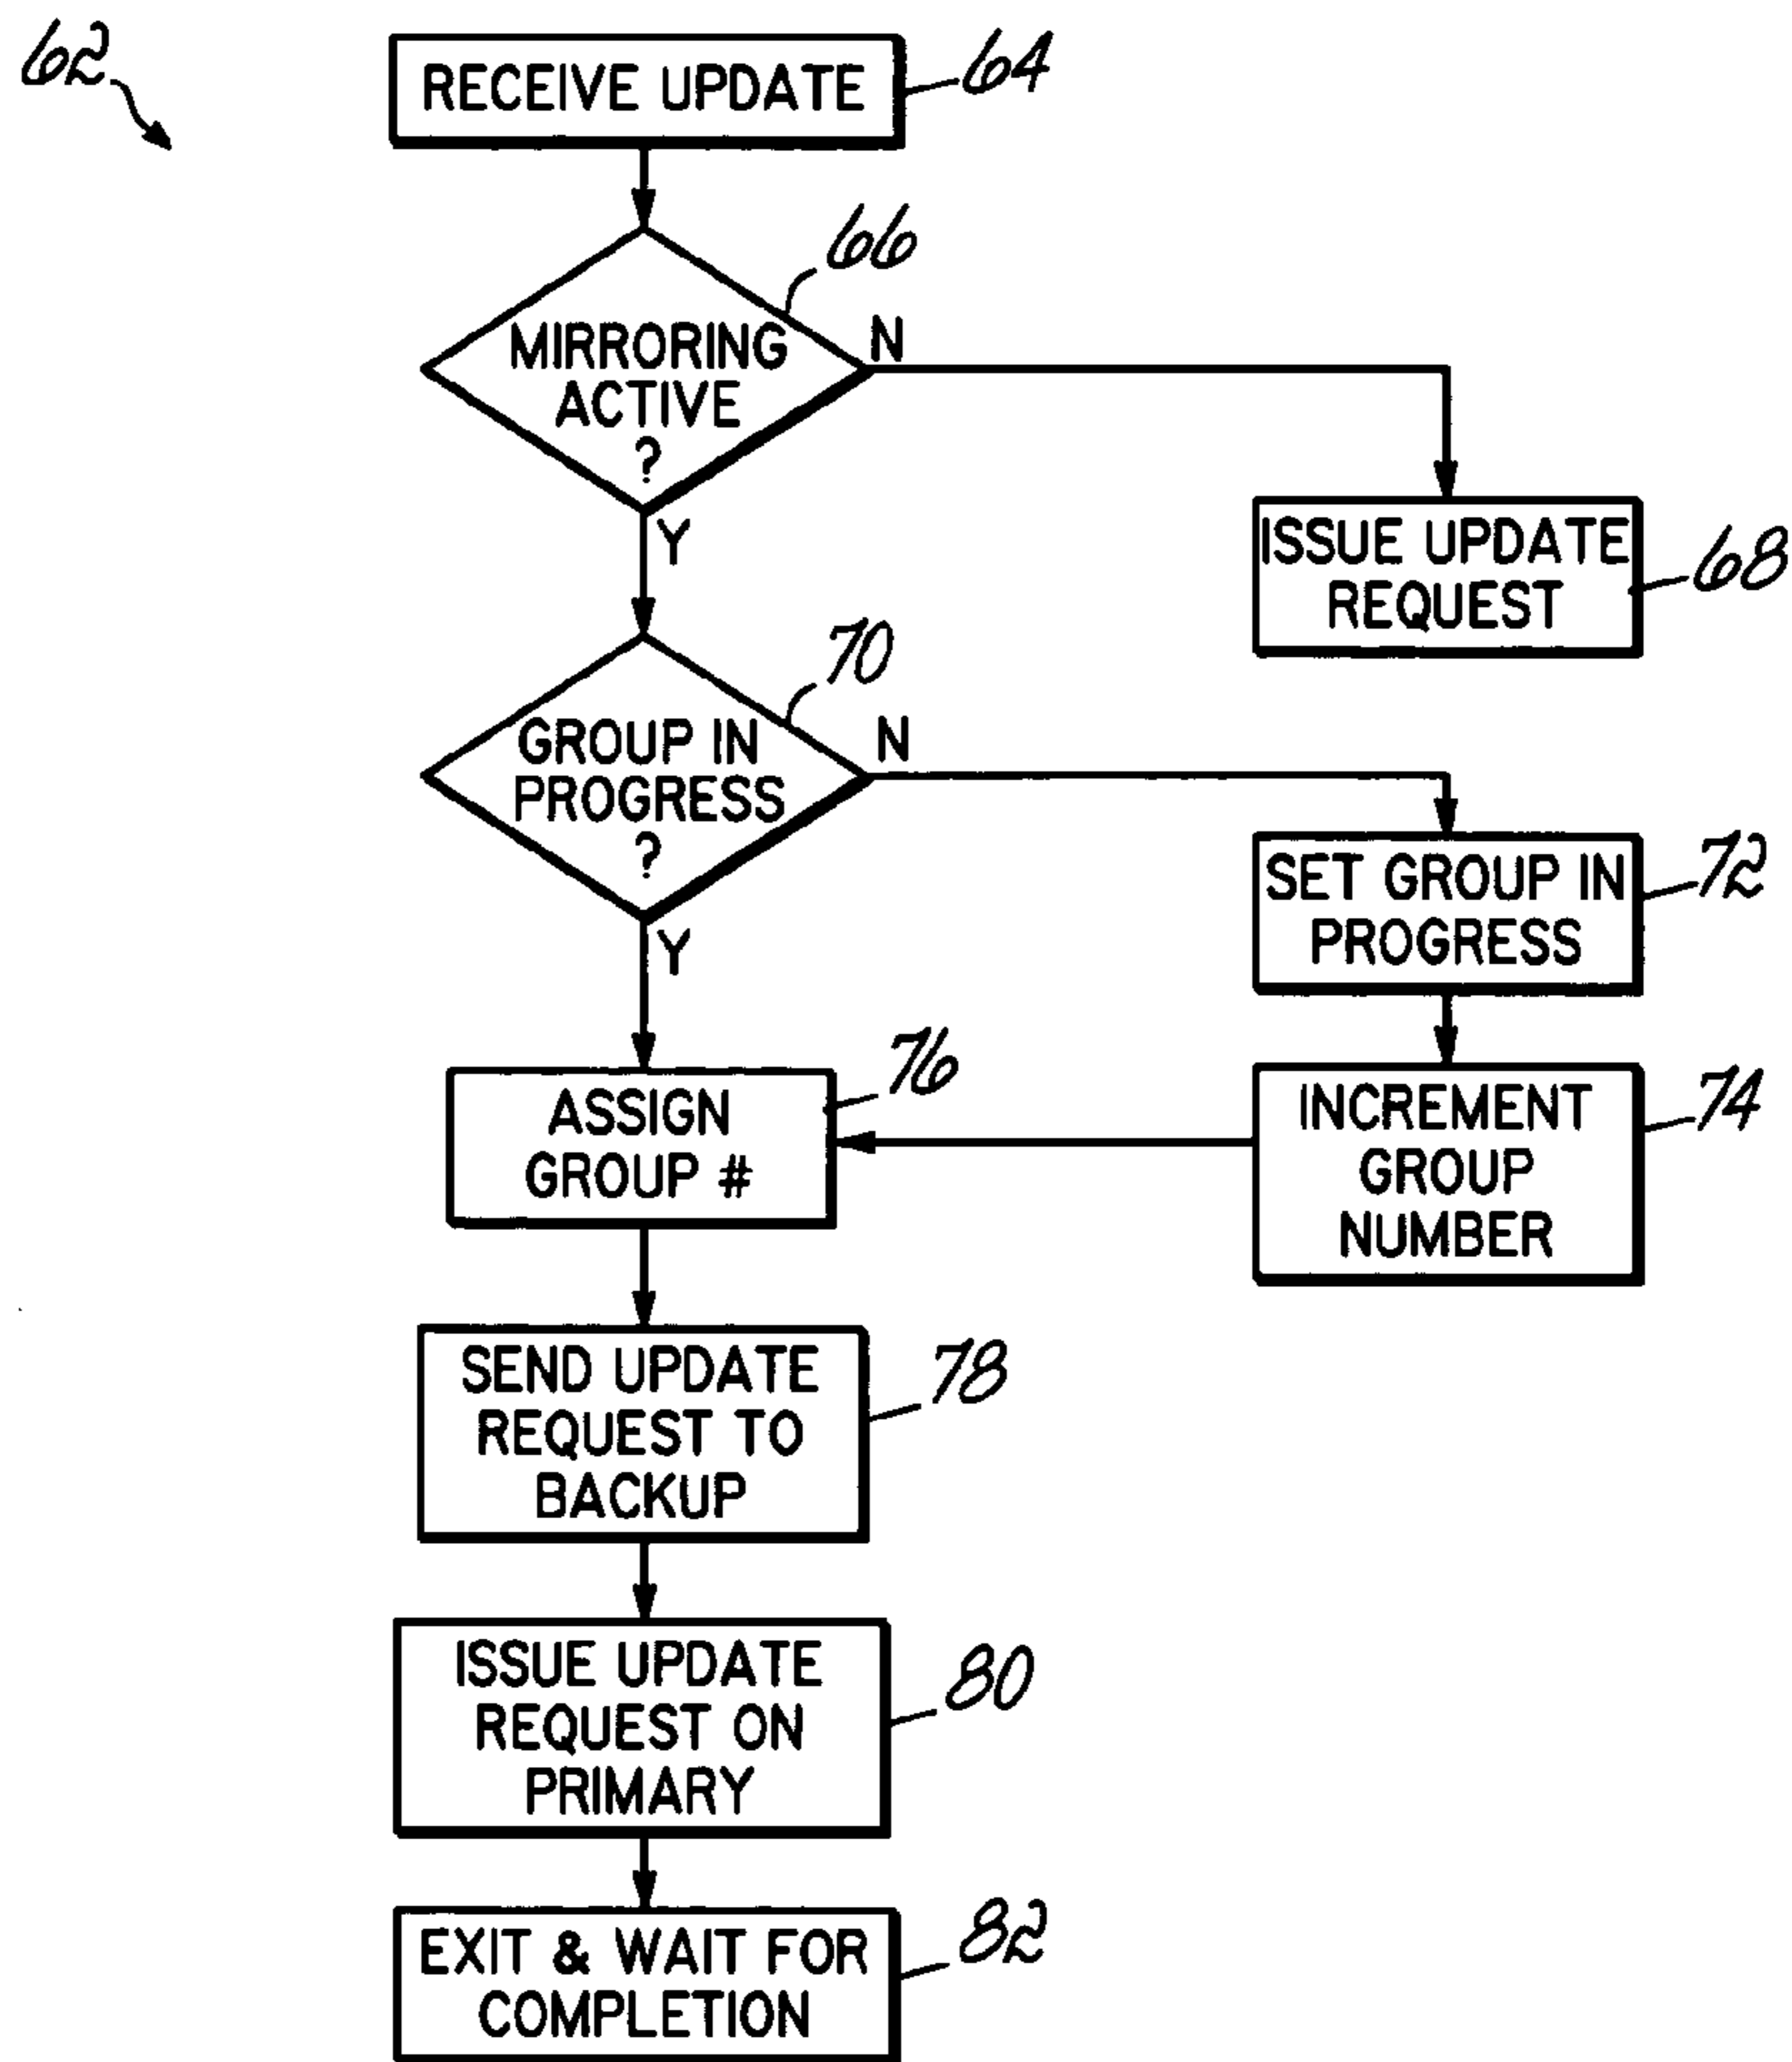 62
RECEIVE UPDATE
64
66
MIRRORING
ACTIVE
?
N
Y
ISSUE UPDATE
REQUEST
68
70
GROUP IN
PROGRESS
?
N
Y
SET GROUP IN
PROGRESS
72
76
ASSIGN
GROUP #
INCREMENT
GROUP
NUMBER
74
SEND UPDATE
REQUEST TO
BACKUP
78
ISSUE UPDATE
REQUEST ON
PRIMARY
80
EXIT & WAIT FOR
COMPLETION
82